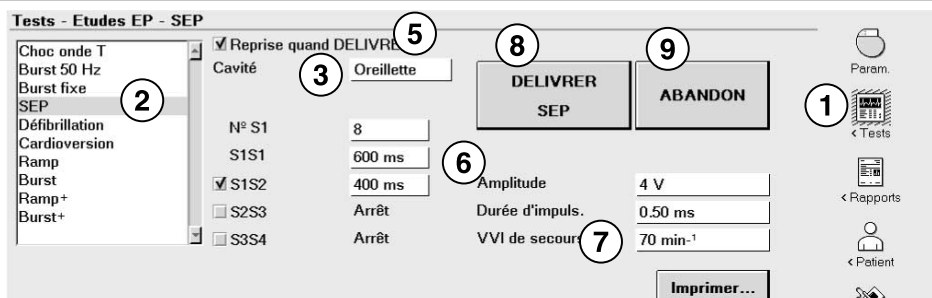 Tests - Etudes EP - SEP
Choc onde T
Burst 50 Hz
Burst fixe
SEP
Défibrillation
Cardioversion
Ramp
Burst
Ramp+
Burst+
2
Reprise quand DELIVRE
5
Cavité
3
Oreillette
Nº S1
8
S1S1
600 ms
S1S2
400 ms
S2S3
Arrêt
S3S4
Arrêt
6
8
DELIVRER
SEP
9
ABANDON
Amplitude
4 V
Durée d'impuls.
0.50 ms
VVI de secours
7
70 min-¹
Imprimer...
Param.
1
< Tests
< Rapports
< Patient